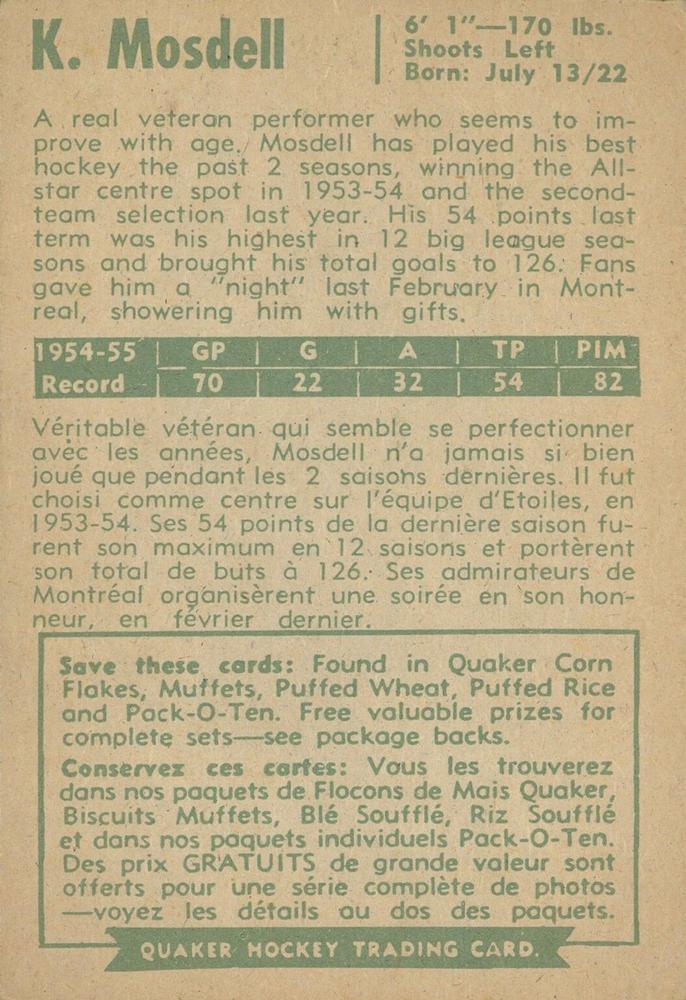 K. Mosdell
6' 1"—170 lbs.
Shoots Left
Born: July 13/22
A real veteran performer who seems to im-
prove with age. Mosdell has played his best
hockey the past 2 seasons, winning the All-
star centre spot in 1953-54 and the second-
team selection last year. His 54 points last
term was his highest in 12 big league sea-
sons and brought his total goals to 126. Fans
gave him a "night" last February in Mont-
real, showering him with gifts.
1954-55 | GP | G | A | TP | PIM
Record | 70 | 22 | 32 | 54 | 82
Véritable vétéran qui semble se perfectionner
avèc les années, Mosdell n'a jamais si bien
joué que pendant les 2 saisons dernières. Il fut
choisi comme centre sur l'équipe d'Etoiles, en
1953-54. Ses 54 points de la dernière saison fu-
rent son maximum en 12 saisons et portèrent
son total de buts à 126. Ses admirateurs de
Montréal organisèrent une soirée en son hon-
neur, en février dernier.
Save these cards: Found in Quaker Corn
Flakes, Muffets, Puffed Wheat, Puffed Rice
and Pack-O-Ten. Free valuable prizes for
complete sets—see package backs.
Conservez ces cartes: Vous les trouverez
dans nos paquets de Flocons de Mais Quaker,
Biscuits Muffets, Blé Soufflé, Riz Soufflé
et dans nos paquets individuels Pack-O-Ten.
Des prix GRATUITS de grande valeur sont
offerts pour une série complète de photos
—voyez les détails au dos des paquets.
QUAKER HOCKEY TRADING CARD.